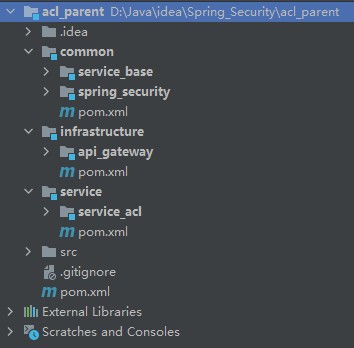 acl_parent D:\Java\idea\Spring_Security\acl_parent
.idea
common
service_base
spring_security
pom.xml
infrastructure
api_gateway
pom.xml
service
service_acl
pom.xml
src
.gitignore
pom.xml
External Libraries
Scratches and Consoles